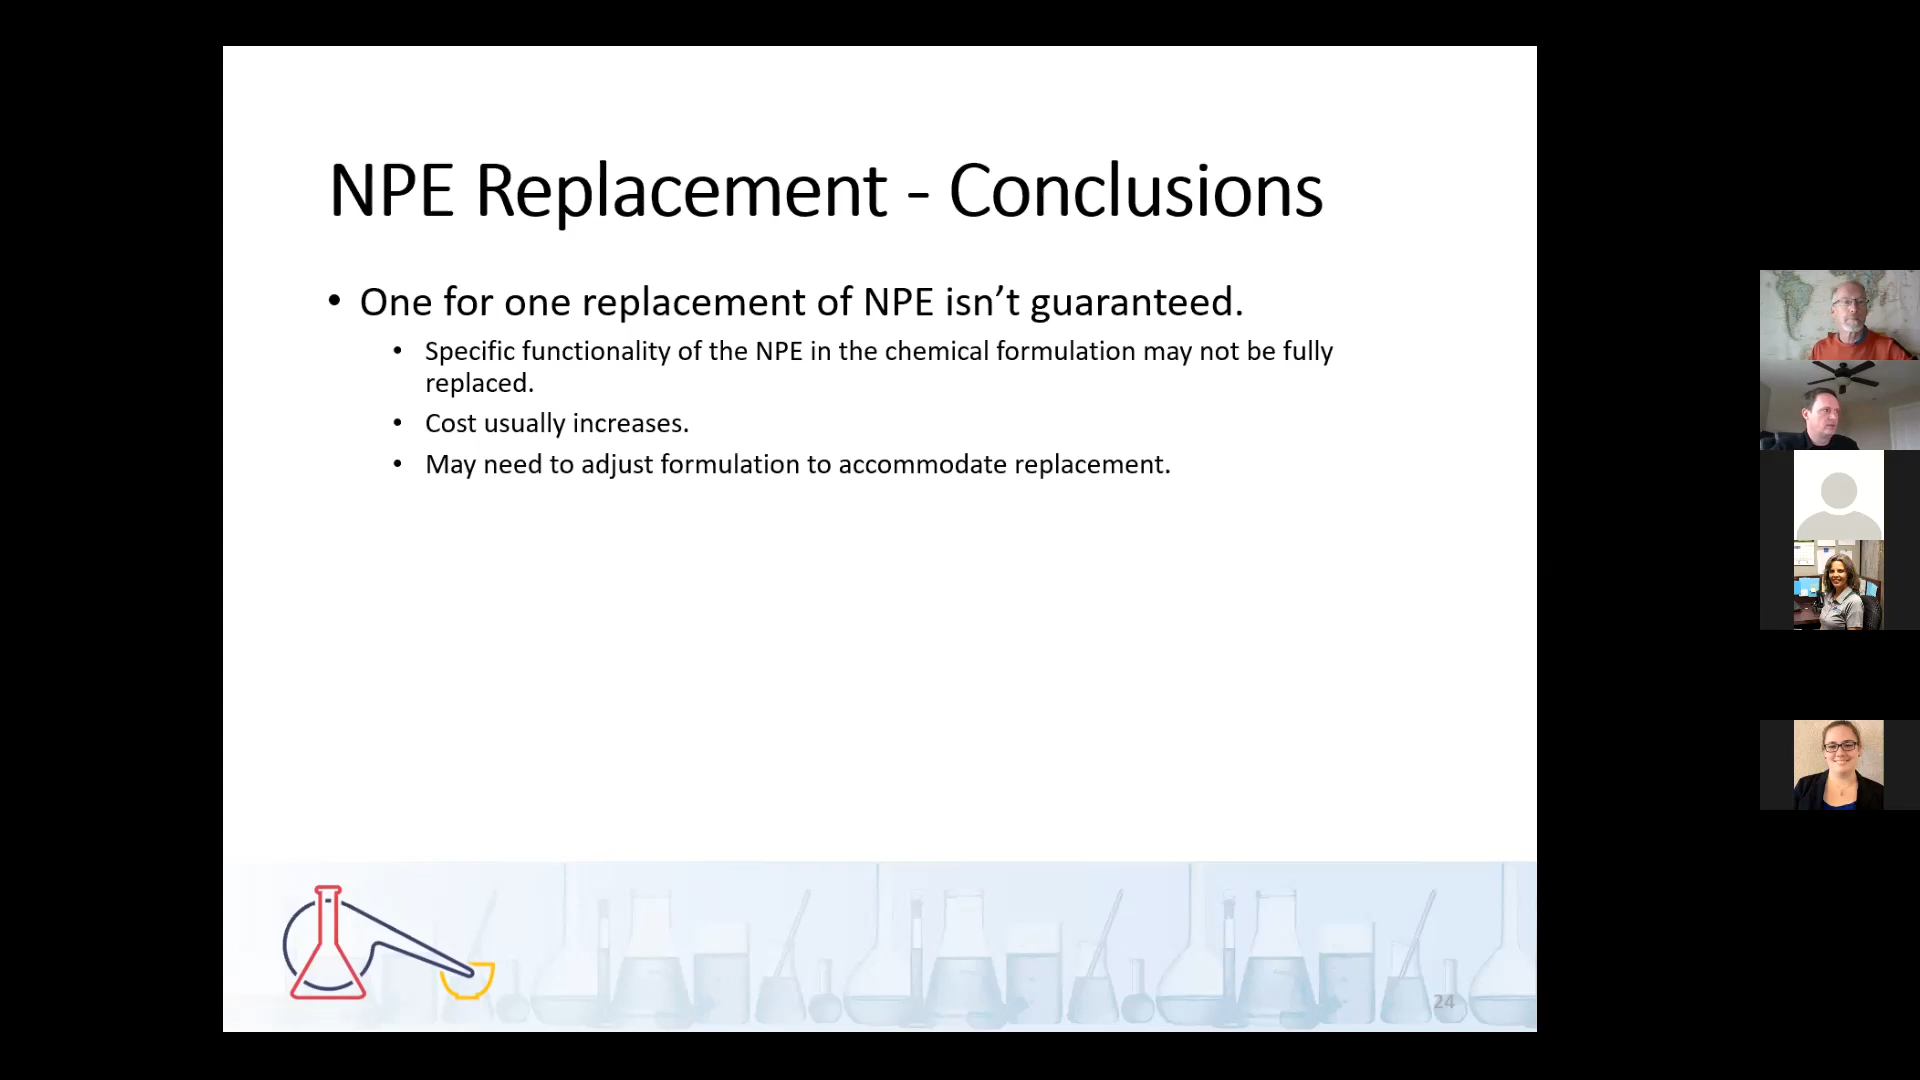 NPE Replacement - Conclusions
• One for one replacement of NPE isn’t guaranteed.
• Specific functionality of the NPE in the chemical formulation may not be fully
replaced.
• Cost usually increases.
• May need to adjust formulation to accommodate replacement.
24